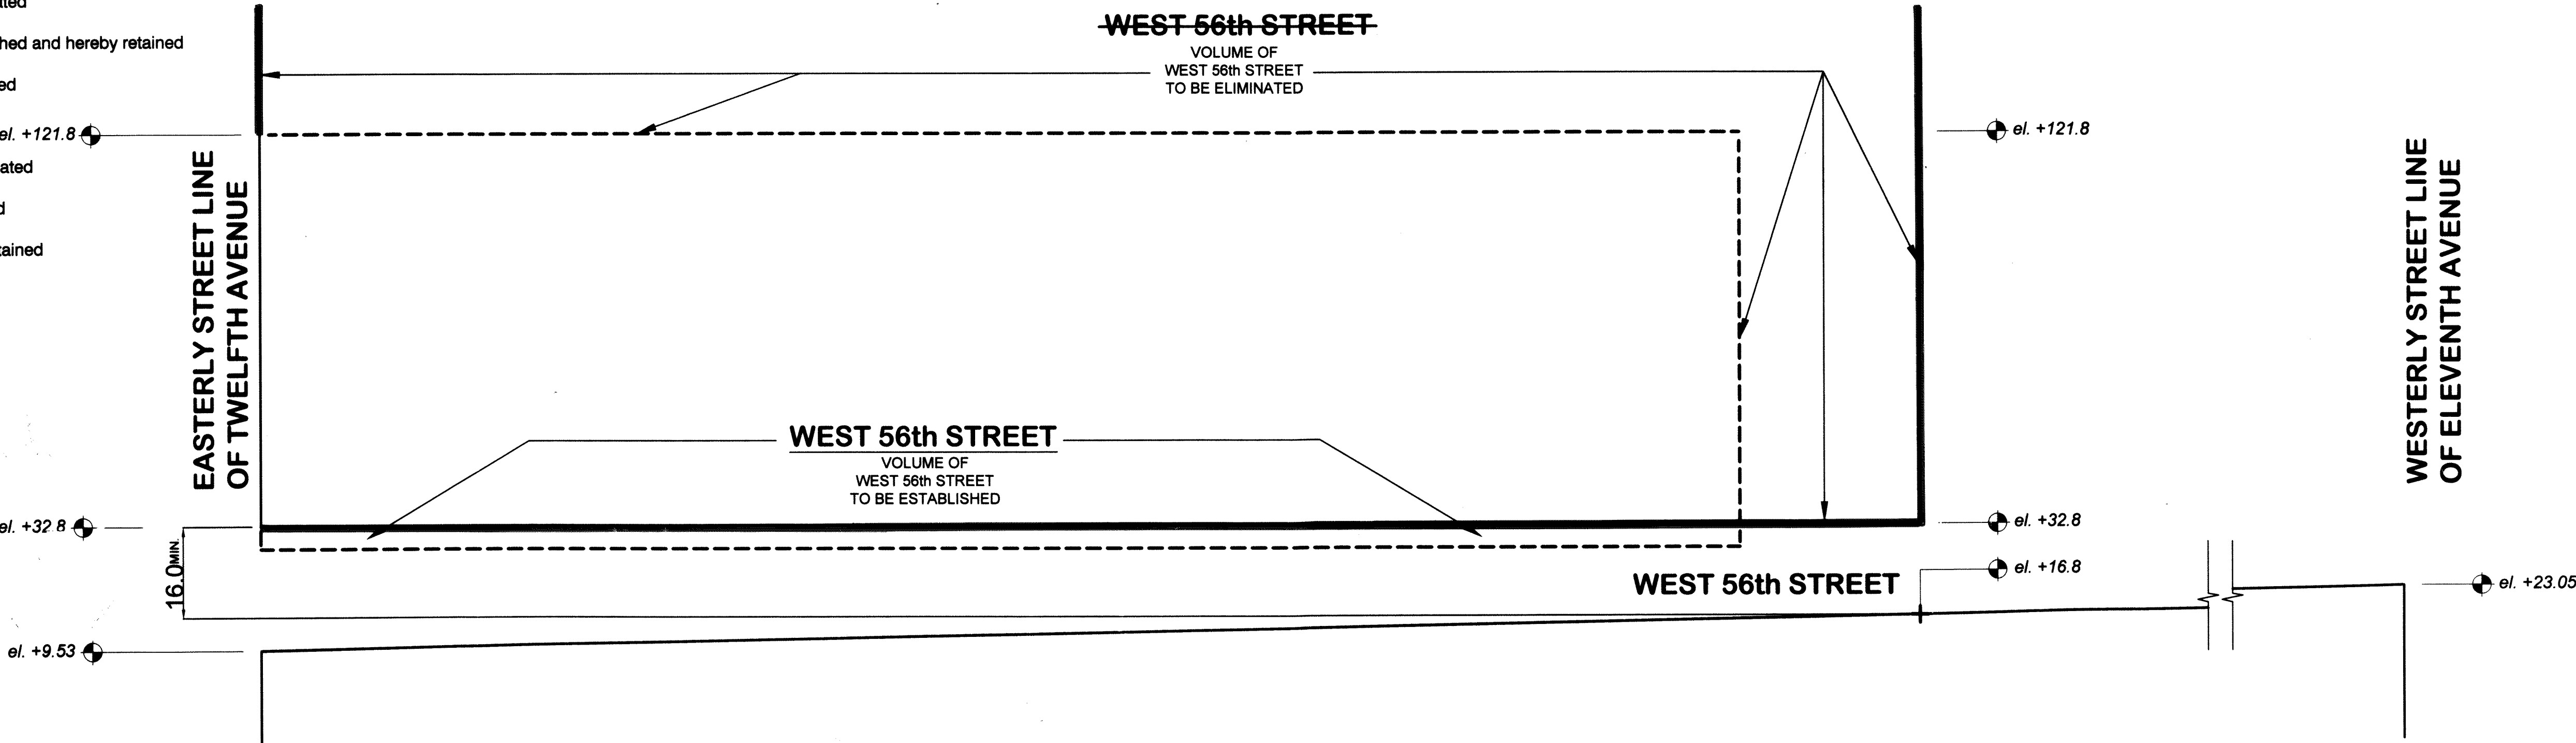 hed and hereby retained
tained
WEST 56th STREET
VOLUME OF
WEST 56th STREET
TO BE ELIMINATED
el. +121.8
el. +121.8
EASTERLY STREET LINE
OF TWELFTH AVENUE
WESTERLY STREET LINE
OF ELEVENTH AVENUE
WEST 56th STREET
VOLUME OF
WEST 56th STREET
TO BE ESTABLISHED
el. +32.8
el. +32.8
16.0 MIN.
el. +16.8
WEST 56th STREET
el. +23.05
el. +9.53